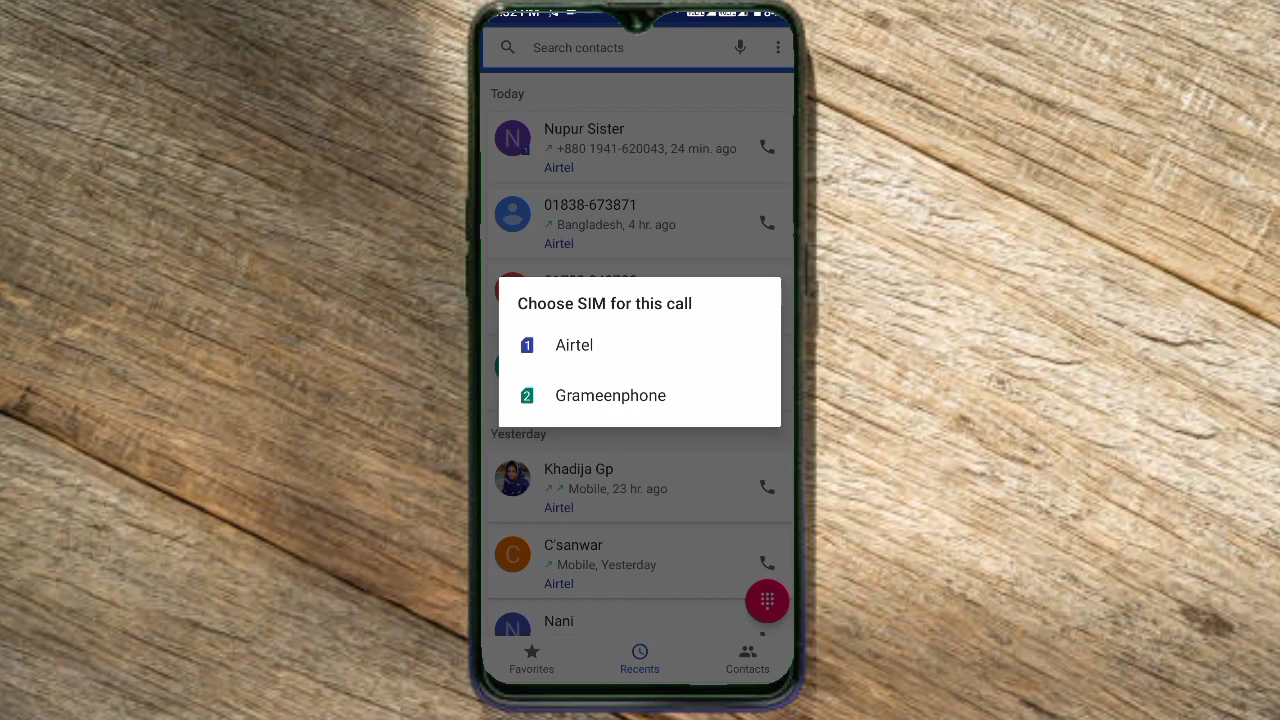 Search contacts
Today
N
Nupur Sister
+880 1941-620043, 24 min. ago
Airtel
01838-673871
Bangladesh, 4 hr. ago
Airtel
Choose SIM for this call
1 Airtel
2 Grameenphone
Yesterday
Khadija Gp
Mobile, 23 hr. ago
Airtel
C
C'sanwar
Mobile, Yesterday
Airtel
N
Nani
Favorites
Recents
Contacts